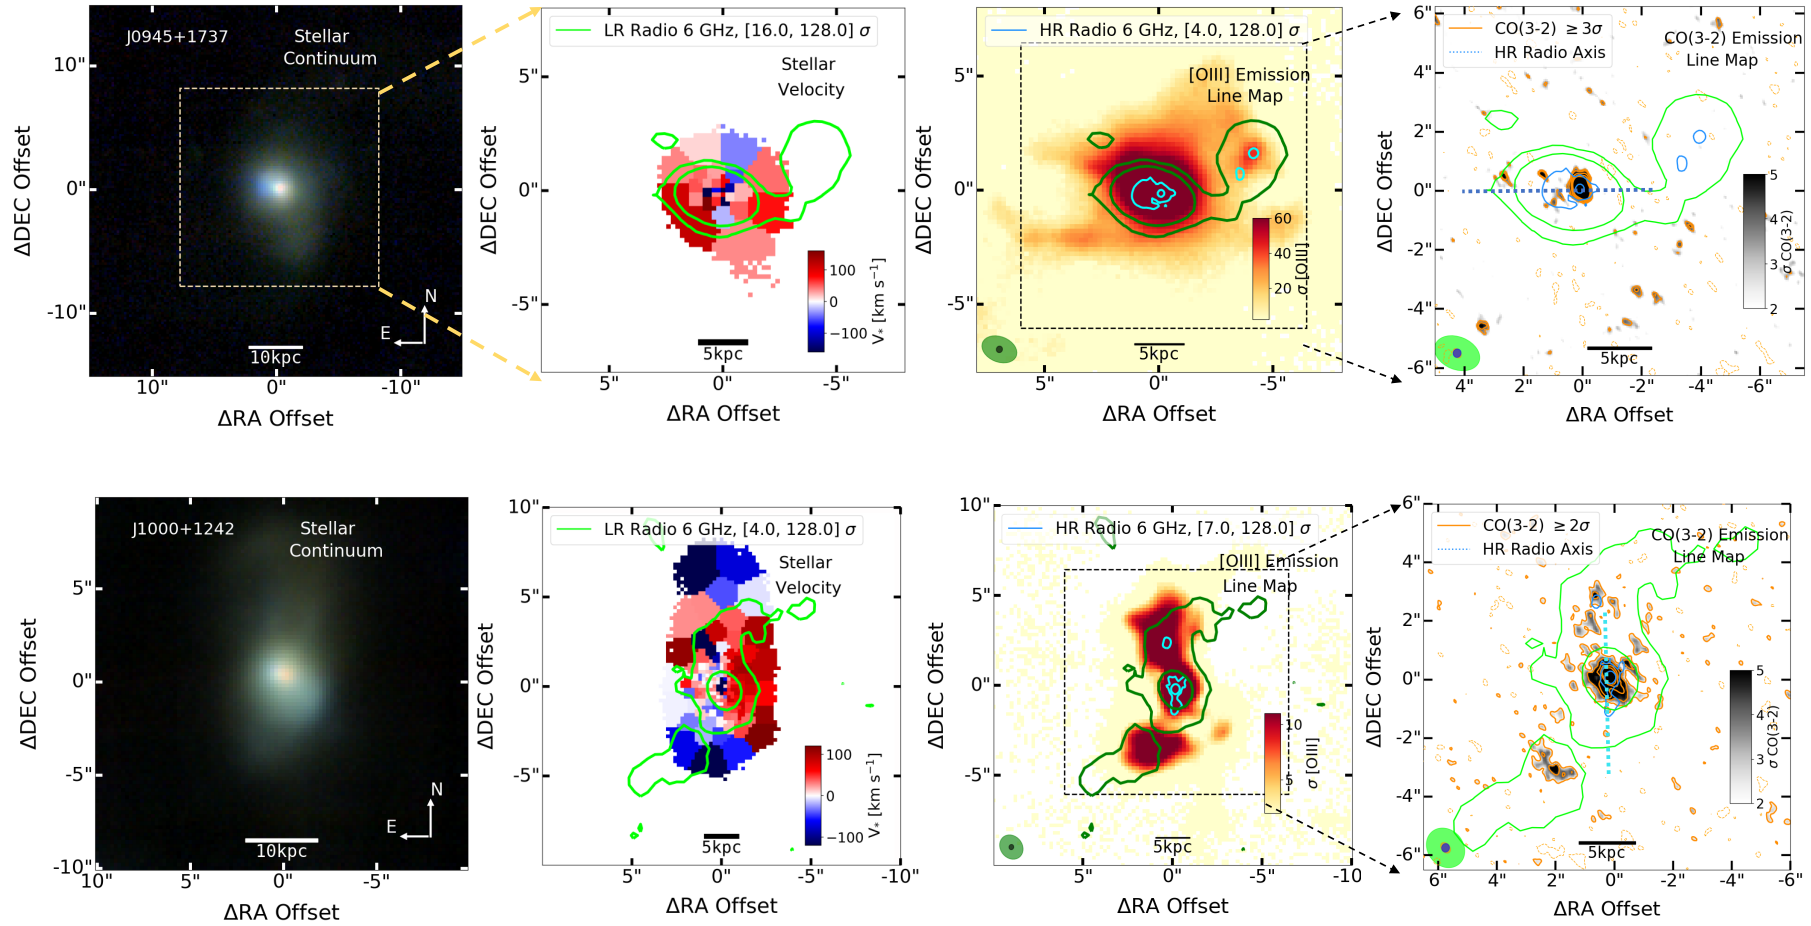 J0945+1737
Stellar
Continuum
10"
0"
-10"
ΔDEC Offset
N
E
10kpc
10"
0"
-10"
ΔRA Offset
LR Radio 6 GHz, [16.0, 128.0] σ
Stellar
Velocity
5"
0"
-5"
ΔDEC Offset
100
0
−100
V* [km s⁻¹]
5kpc
5"
0"
-5"
ΔRA Offset
HR Radio 6 GHz, [4.0, 128.0] σ
[OIII] Emission
Line Map
5"
0"
-5"
ΔDEC Offset
60
40
20
σ [OIII]
5kpc
5"
0"
-5"
ΔRA Offset
CO(3-2) ≥3σ
HR Radio Axis
CO(3-2) Emission
Line Map
6"
4"
2"
0"
-2"
-4"
-6"
ΔDEC Offset
5
4
3
2
σ CO(3-2)
5kpc
4"
2"
0"
-2"
-4"
-6"
ΔRA Offset
J1000+1242
Stellar
Continuum
5"
0"
-5"
-10"
ΔDEC Offset
N
E
10kpc
10"
5"
0"
-5"
ΔRA Offset
LR Radio 6 GHz, [4.0, 128.0] σ
Stellar
Velocity
10"
5"
0"
-5"
ΔDEC Offset
100
0
−100
V* [km s⁻¹]
5kpc
5"
0"
-5"
-10"
ΔRA Offset
HR Radio 6 GHz, [7.0, 128.0] σ
[OIII] Emission
Line Map
10"
5"
0"
-5"
ΔDEC Offset
10
5
σ [OIII]
5kpc
5"
0"
-5"
-10"
ΔRA Offset
CO(3-2) ≥2σ
HR Radio Axis
CO(3-2) Emission
Line Map
6"
4"
2"
0"
-2"
-4"
-6"
ΔDEC Offset
5
4
3
2
σ CO(3-2)
5kpc
6"
4"
2"
0"
-2"
-4"
-6"
ΔRA Offset